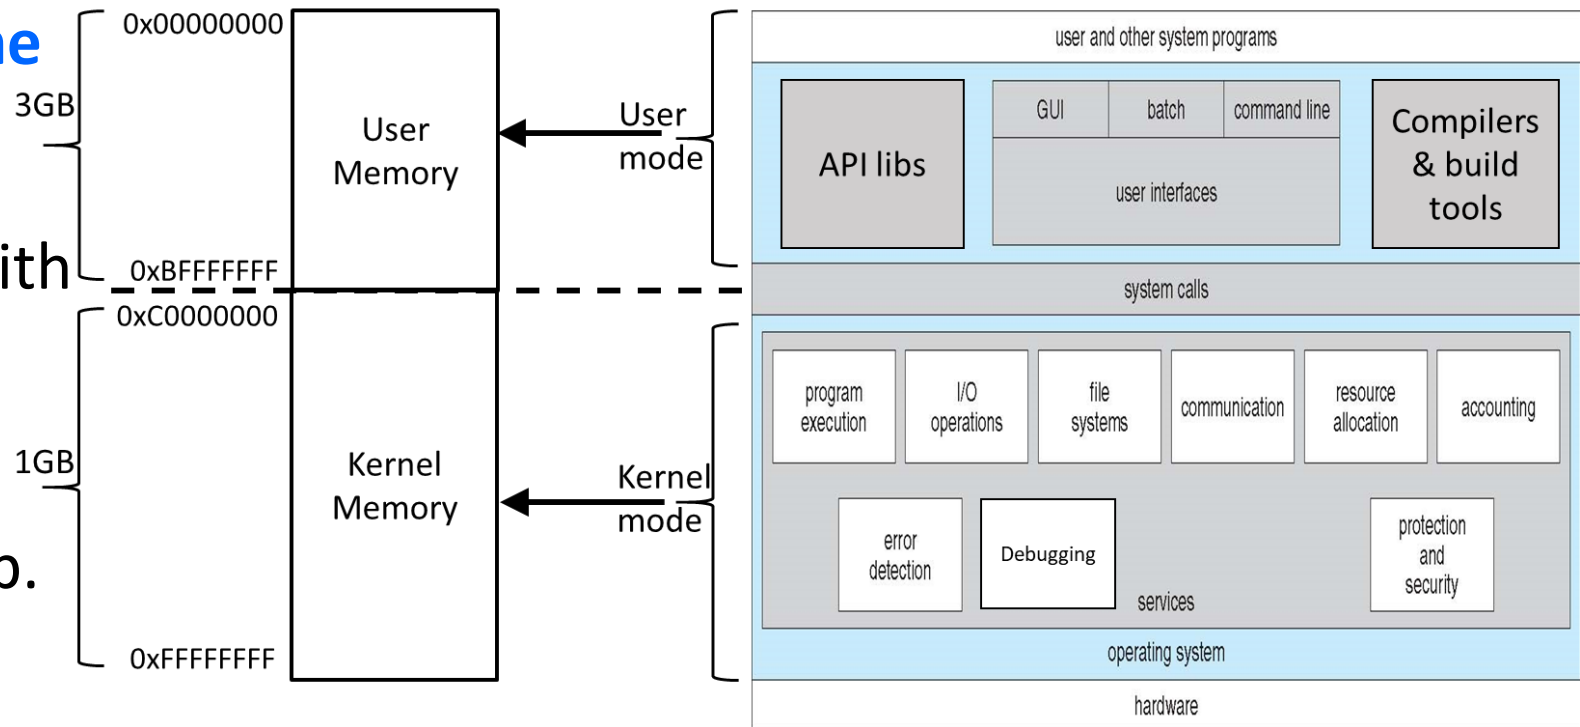 ne
3GB
ith
1GB
o.
0x00000000
0xBFFFFFFF
0xC0000000
0xFFFFFFFF
User
Memory
Kernel
Memory
User
mode
Kernel
mode
user and other system programs
API libs
GUI
batch
command line
user interfaces
Compilers
& build
tools
system calls
program
execution
I/O
operations
file
systems
communication
resource
allocation
accounting
error
detection
Debugging
protection
and
security
services
operating system
hardware